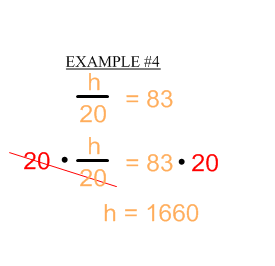 EXAMPLE #4
h
20 = 83
20 • h
20 = 83 • 20
h = 1660